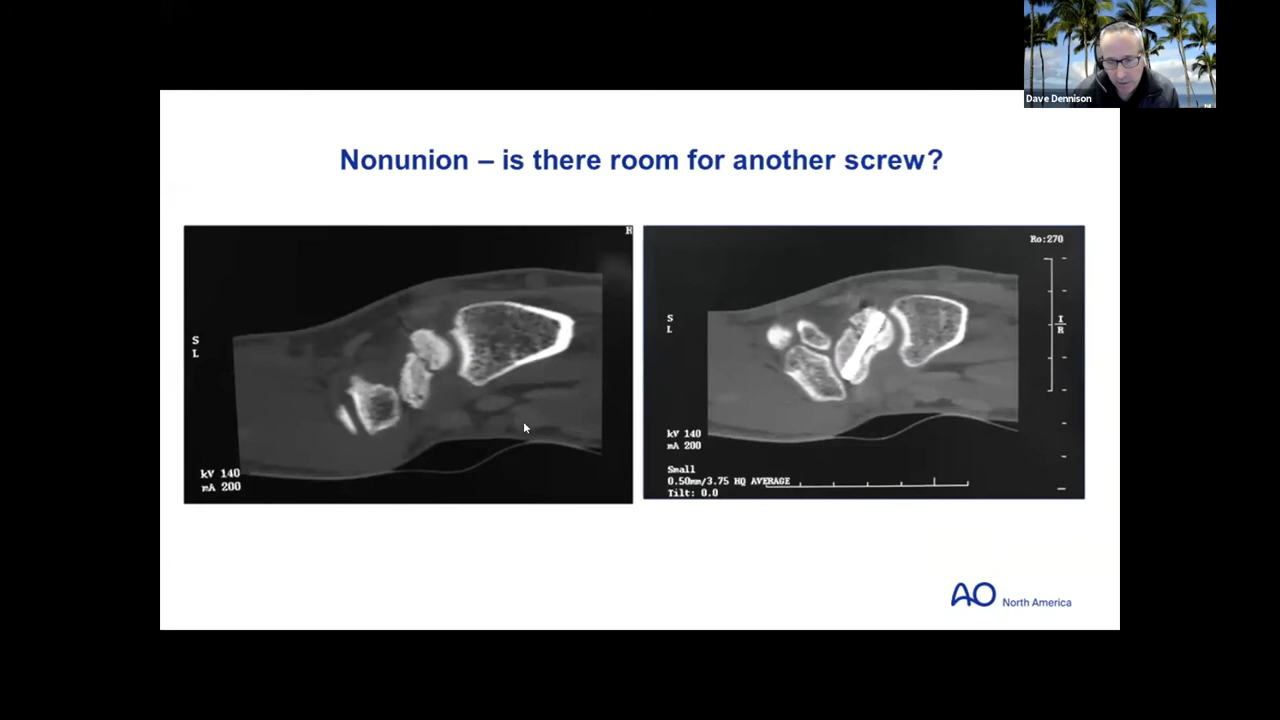 Dave Dennison
Nonunion – is there room for another screw?
R
S
L
kV 140
mA 200
Ro:270
S
L
I
R
kV 140
mA 200
Small
0.50mm/3.75 HQ AVERAGE
Tilt: 0.0
AO North America